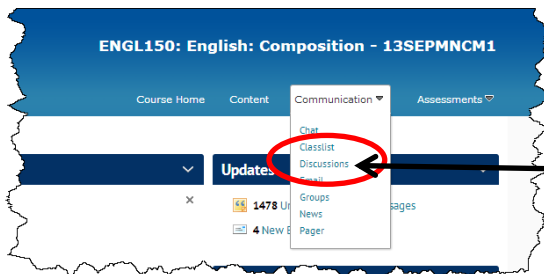 ENGL150: English: Composition - 13SEPMNCM1
Course Home Content Communication Assessments
Chat
Classlist
Updates Discussions
Email
1478 Groups sages
News
4 New Pager